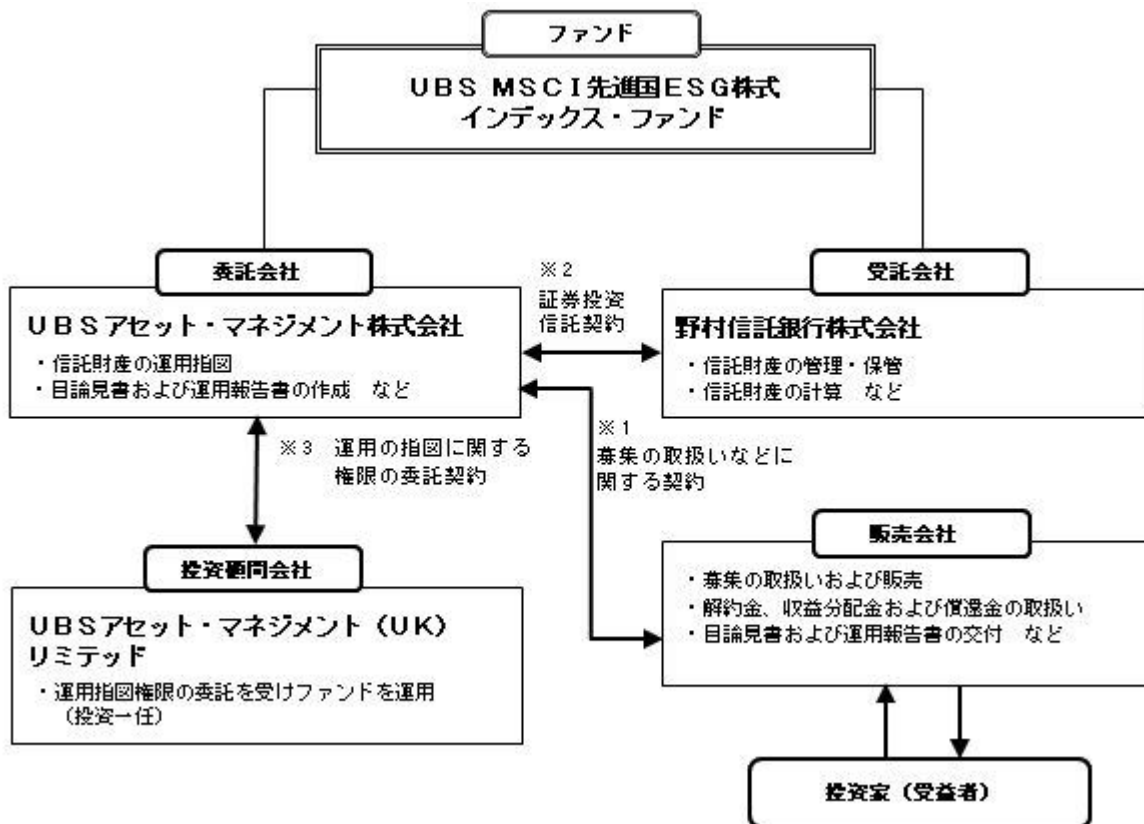 ファンド
UBS MSCI先進国ESG株式
インデックス・ファンド
委託会社
UBSアセット・マネジメント株式会社
・信託財産の運用指図
・目論見書および運用報告書の作成 など
※2
証券投資
信託契約
受託会社
野村信託銀行株式会社
・信託財産の管理・保管
・信託財産の計算 など
※3 運用の指図に関する
権限の委託契約
※1
募集の取扱いなどに
関する契約
投資顧問会社
UBSアセット・マネジメント(UK)
リミテッド
・運用指図権限の委託を受けファンドを運用
(投資一任)
販売会社
・募集の取扱いおよび販売
・解約金、収益分配金および償還金の取扱い
・目論見書および運用報告書の交付 など
投資家(受益者)